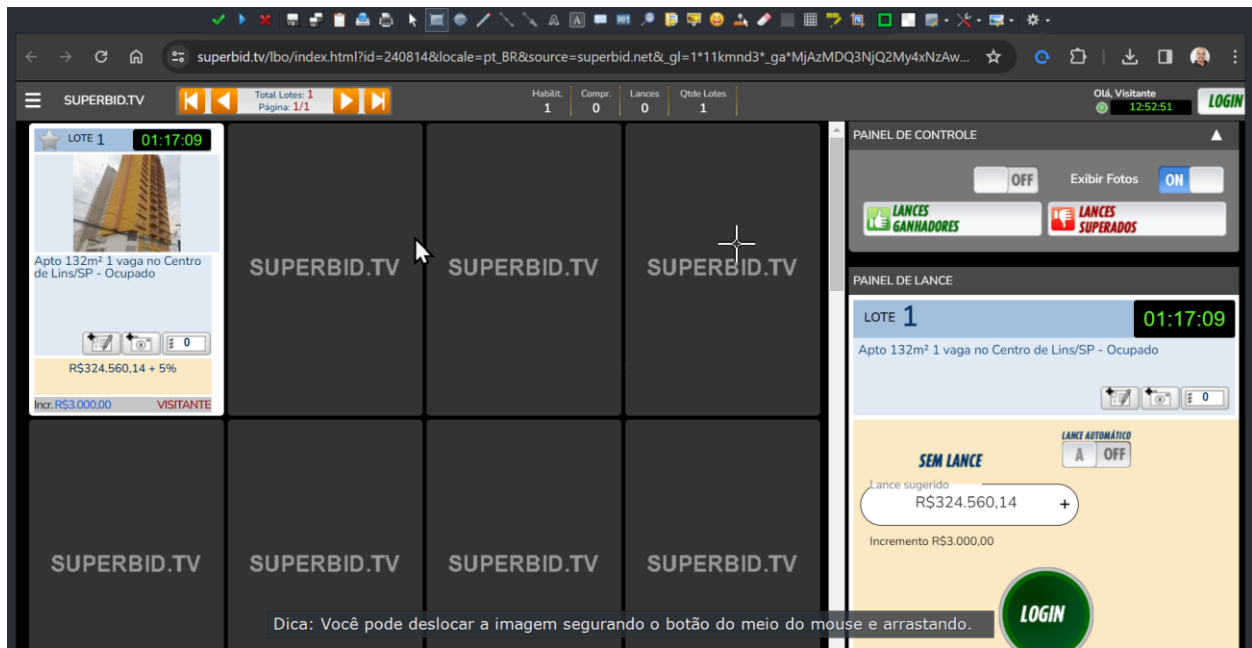 superbid.tv/lbo/index.html?id=240814&locale=pt_BR&source=superbid.net&_gl=1*11kmnd3*_ga*MjAzMDQ3NjQ2My4xNzAw...
SUPERBID.TV
Total Lotes: 1
Página: 1/1
Habilit.
1
Compr.
0
Lances
0
Qtde Lotes
1
Olá, Visitante
12:52:51
LOGIN
LOTE 1
01:17:09
Apto 132m² 1 vaga no Centro
de Lins/SP - Ocupado
0
R$324.560,14 + 5%
Incr. R$3.000,00
VISITANTE
SUPERBID.TV
SUPERBID.TV
SUPERBID.TV
SUPERBID.TV
SUPERBID.TV
SUPERBID.TV
SUPERBID.TV
PAINEL DE CONTROLE
OFF
Exibir Fotos
ON
LANCES
GANHADORES
LANCES
SUPERADOS
PAINEL DE LANCE
LOTE 1
01:17:09
Apto 132m² 1 vaga no Centro de Lins/SP - Ocupado
0
SEM LANCE
LANCE AUTOMÁTICO
A OFF
Lance sugerido
R$324.560,14 +
Incremento R$3.000,00
LOGIN
Dica: Você pode deslocar a imagem segurando o botão do meio do mouse e arrastando.